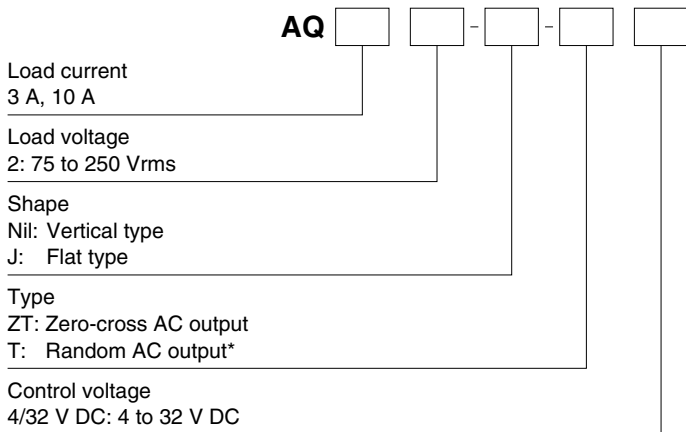 AQ - -
Load current
3 A, 10 A
Load voltage
2: 75 to 250 Vrms
Shape
Nil: Vertical type
J: Flat type
Type
ZT: Zero-cross AC output
T: Random AC output*
Control voltage
4/32 V DC: 4 to 32 V DC